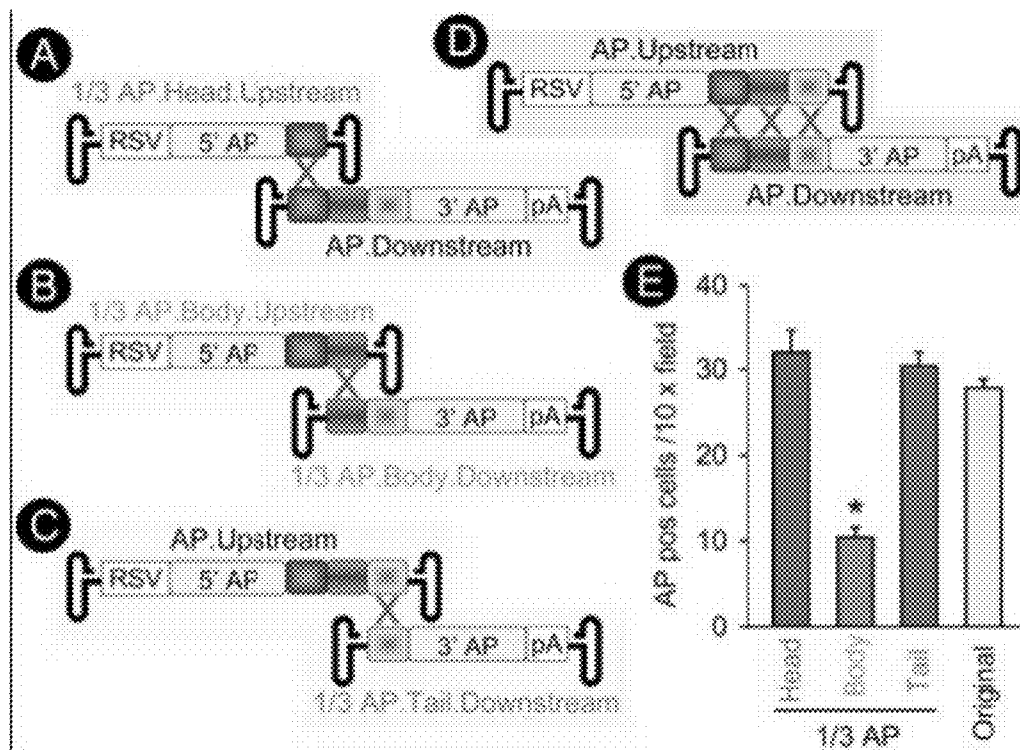 A
1/3 AP.Head.Upstream
RSV 5' AP
3' AP pA
AP.Downstream
B
1/3 AP.Body.Upstream
RSV 5' AP
3' AP pA
1/3 AP.Body.Downstream
C
AP.Upstream
RSV 5' AP
3' AP pA
1/3 AP.Tail.Downstream
D
AP.Upstream
RSV 5' AP
3' AP pA
AP.Downstream
E
AP pos cells /10 x field
40
30
20
10
0
*
Head Body Tail Original
1/3 AP